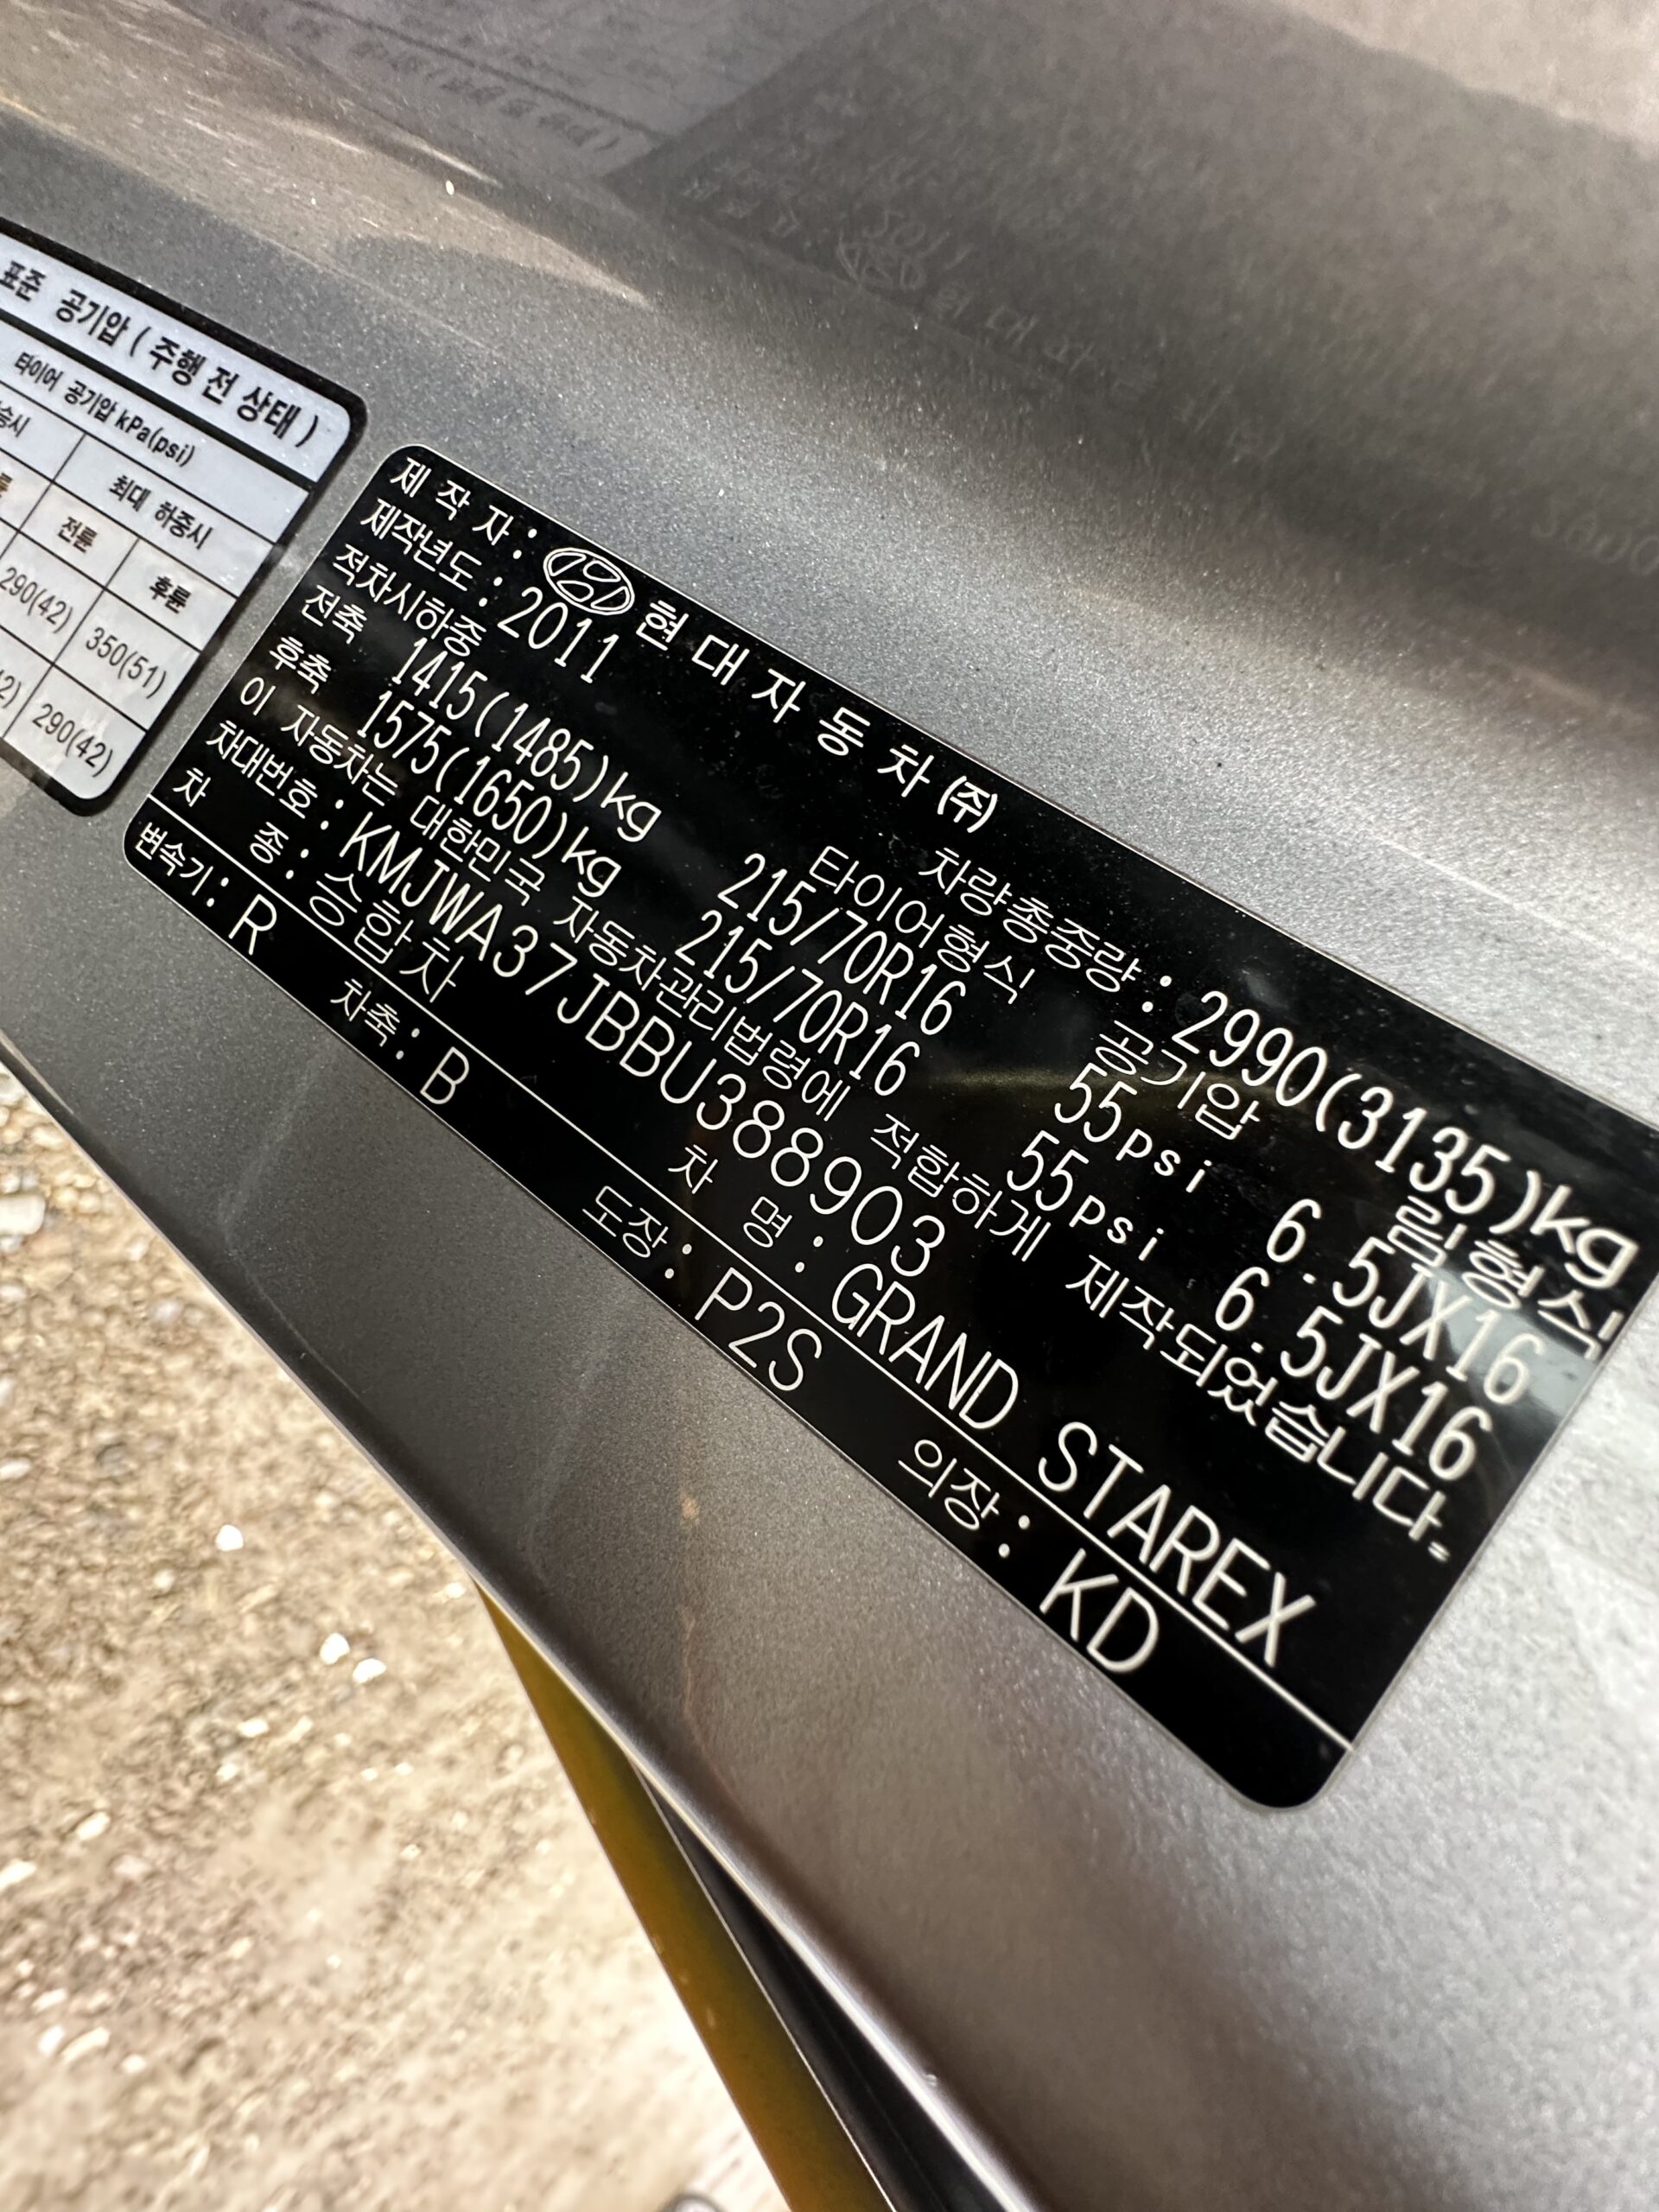 표준 공기압 ( 주행 전 상태 )
타이어 공기압 kPa(psi)
최대 하중시
전륜 후륜
290(42) 350(51)
290(42)
제 작 자 : 현 대 자 동 차 ㈜
제작년도 : 2011 차량총중량 : 2990(3135)kg
적차시하중 타이어형식 공기압 림형식
전축 1415(1485)kg 215/70R16 55psi 6.5JX16
후축 1575(1650)kg 215/70R16 55psi 6.5JX16
이 자동차는 대한민국 자동차관리법령에 적합하게 제작되었습니다.
차대번호 : KMJWA37JBBU388903
차 종 : 승합차 차 명 : GRAND STAREX
변속기 : R 차축 : B 도장 : P2S 의장 : KD